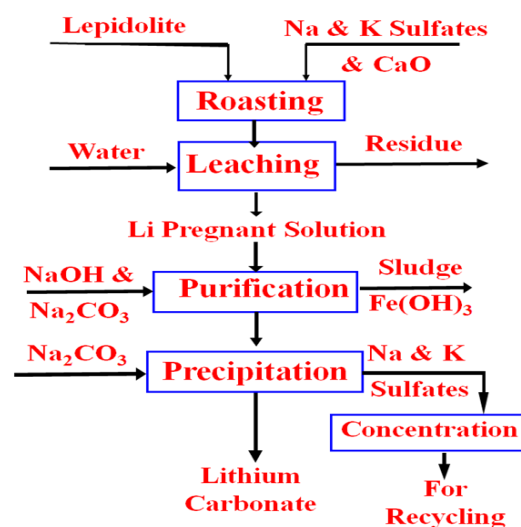 Lepidolite
Na & K Sulfates
& CaO
Roasting
Water
Leaching
Residue
Li Pregnant Solution
NaOH &
Na₂CO₃
Purification
Sludge
Fe(OH)₃
Na₂CO₃
Precipitation
Na & K
Sulfates
Concentration
Lithium
Carbonate
For
Recycling